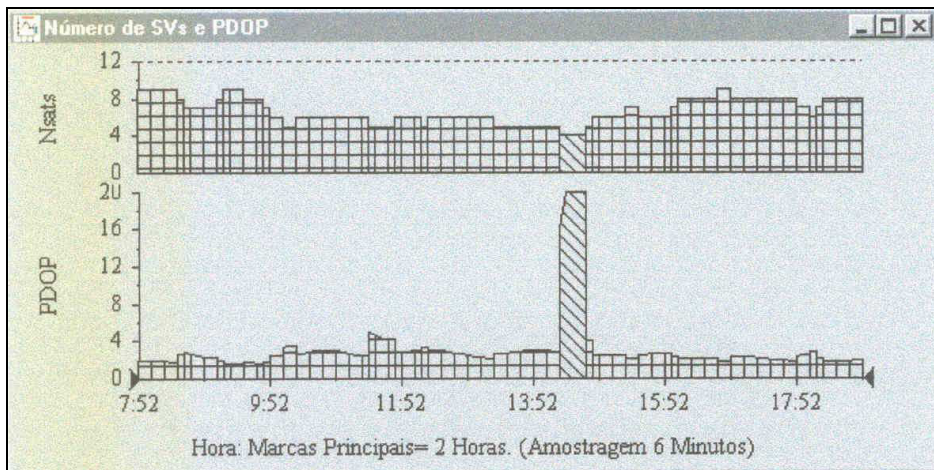 Número de SVs e PDOP
Nsats
12
8
4
0
PDOP
20
16
12
8
4
0
7:52 9:52 11:52 13:52 15:52 17:52
Hora: Marcas Principais= 2 Horas. (Amostragem 6 Minutos)